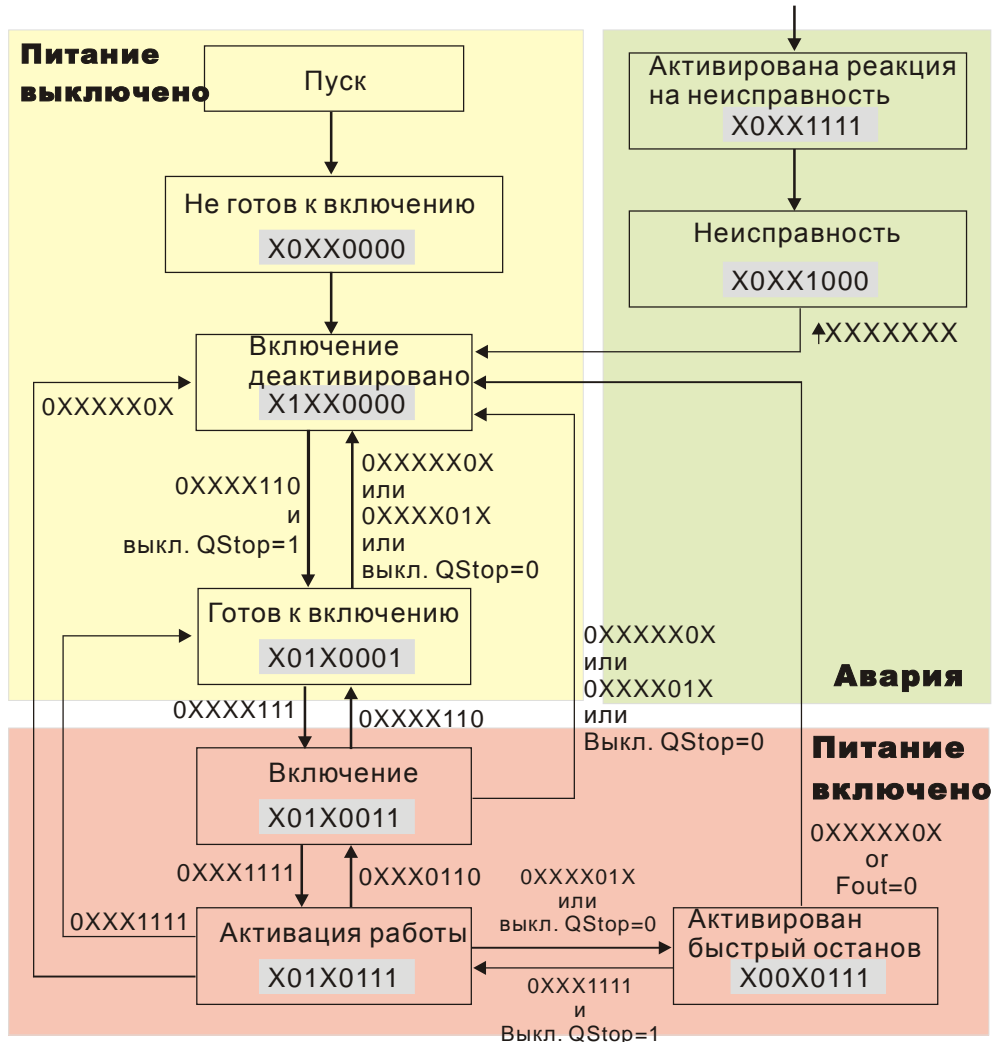 Питание
выключено
Пуск
Не готов к включению
X0XX0000
Включение
деактивировано
X1XX0000
0XXXXX0X
0XXXX110
и
выкл. QStop=1
0XXXXX0X
или
0XXXX01X
или
выкл. QStop=0
Готов к включению
X01X0001
0XXXX111
0XXXX110
Активирована реакция
на неисправность
X0XX1111
Неисправность
X0XX1000
XXXXXXX
Авария
0XXXXX0X
или
0XXXX01X
или
Выкл. QStop=0
Питание
включено
Включение
X01X0011
0XXX1111
0XXX0110
0XXX1111
Активация работы
X01X0111
0XXXX01X
или
выкл. QStop=0
0XXX1111
и
Выкл. QStop=1
0XXXXX0X
or
Fout=0
Активирован
быстрый останов
X00X0111